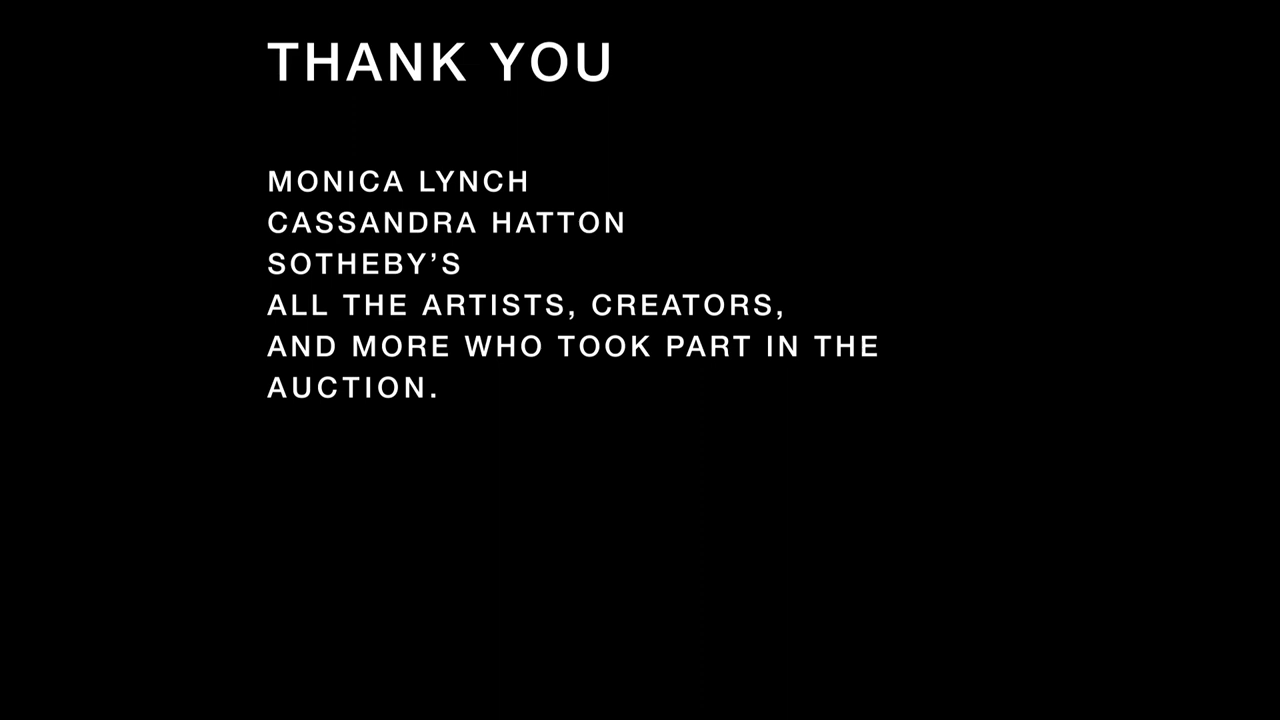 THANK YOU
MONICA LYNCH
CASSANDRA HATTON
SOTHEBY’S
ALL THE ARTISTS, CREATORS,
AND MORE WHO TOOK PART IN THE
AUCTION.